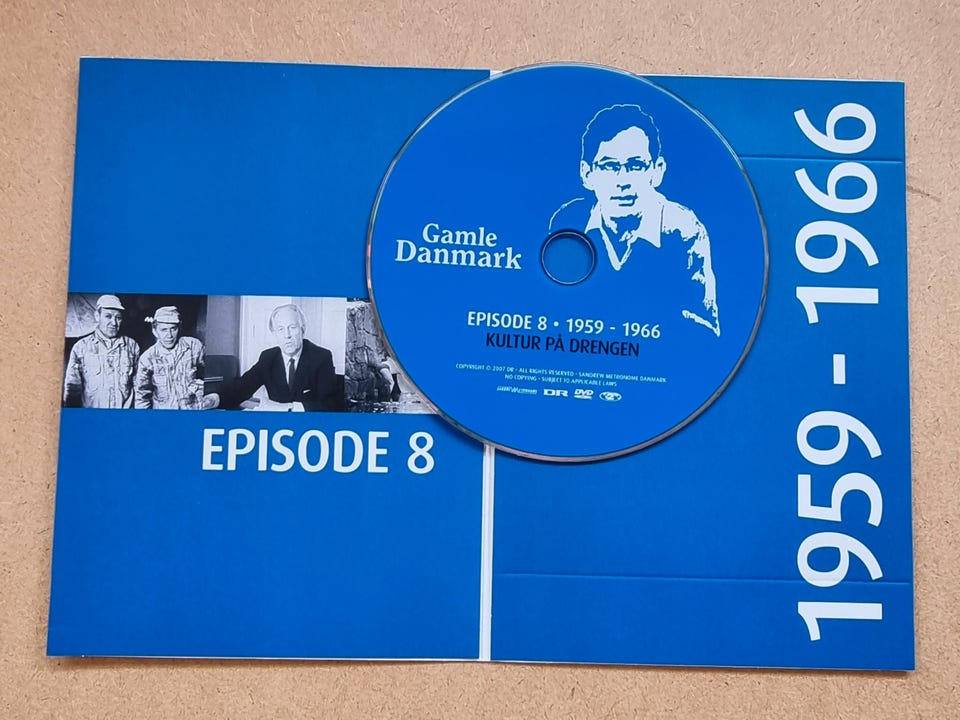 EPISODE 8
Gamle
Danmark
EPISODE 8 • 1959 - 1966
KULTUR PÅ DRENGEN
COPYRIGHT © 2007 DR - ALL RIGHTS RESERVED - SANDREW METRONOME DANMARK
NO COPYING - SUBJECT TO APPLICABLE LAWS
DR DVD
1959 - 1966